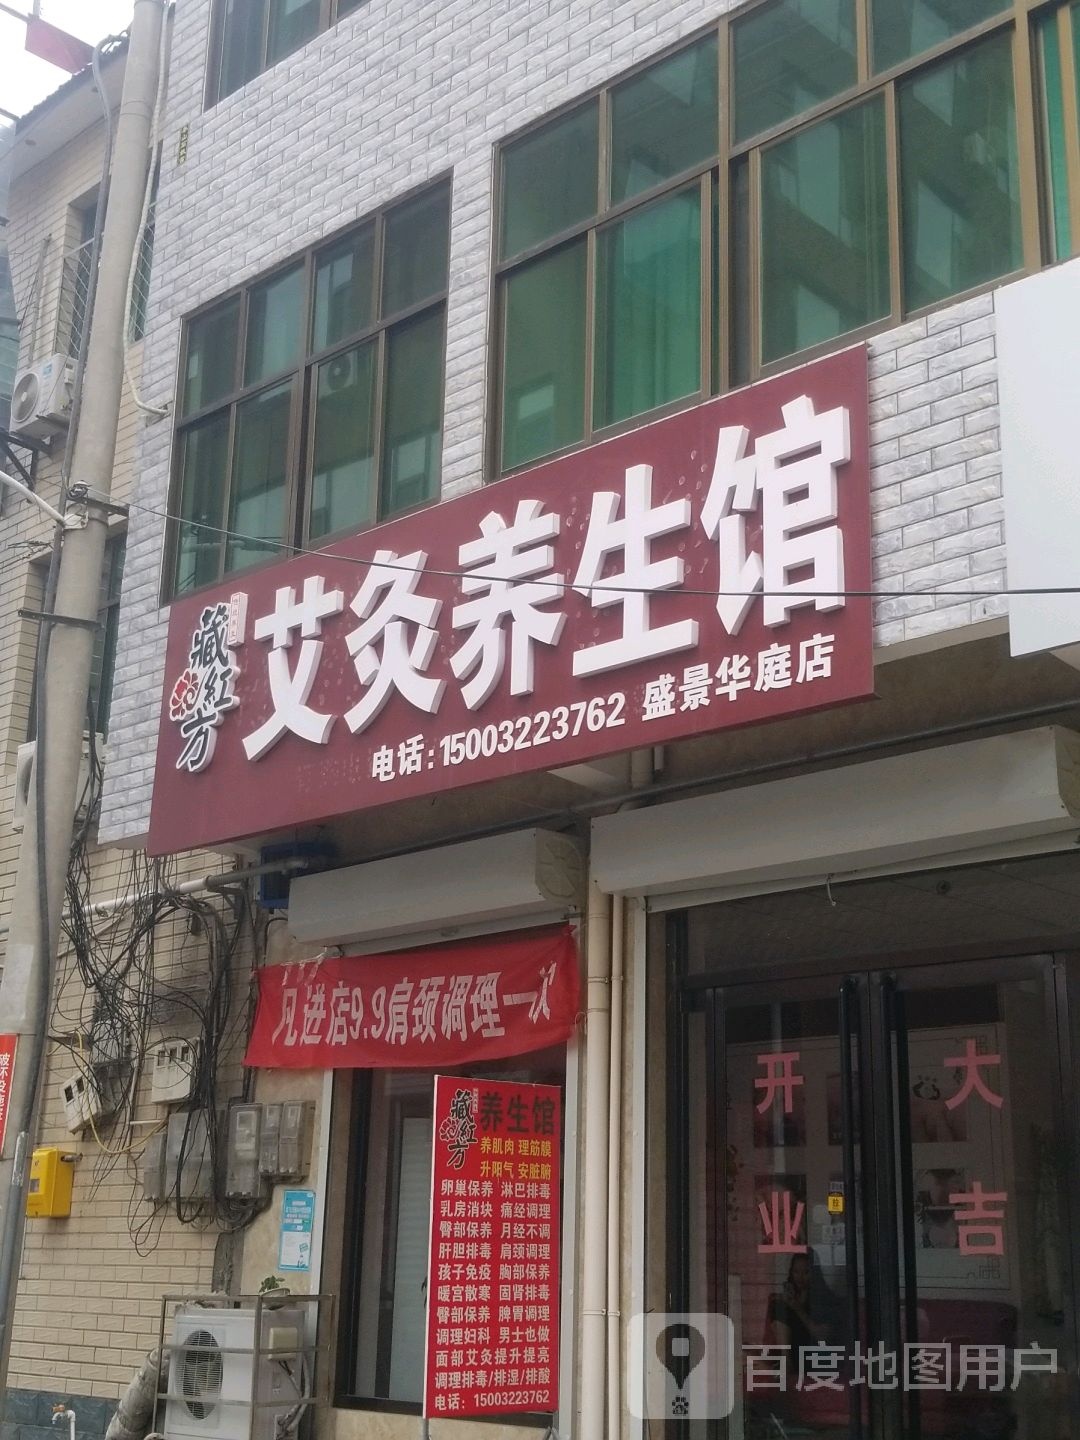 藏紅方
艾灸养生馆
电话:15003223762 盛景华庭店
凡进店9.9肩颈调理一次
藏紅方
养生馆
养肌肉 理筋膜
升阳气 安脏腑
卵巢保养 淋巴排毒
乳房消块 痛经调理
臀部保养 月经不调
肝胆排毒 肩颈调理
孩子免疫 胸部保养
暖宫散寒 固肾排毒
臀部保养 脾胃调理
调理妇科 男士也做
面部艾灸提升提亮
调理排毒/排湿/排酸
电话：15003223762
开业
大吉
百度地图用户